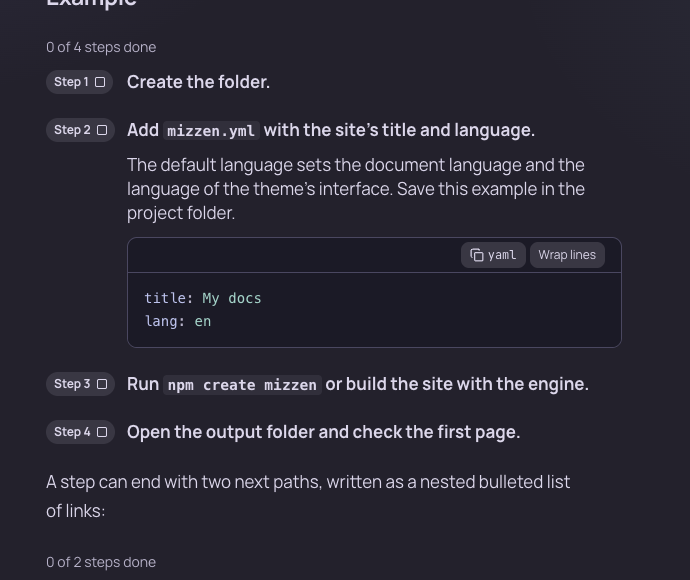 Example
0 of 4 steps done
Step 1 Create the folder.
Step 2 Add mizzen.yml with the site's title and language.
The default language sets the document language and the
language of the theme's interface. Save this example in the
project folder.
yaml Wrap lines
title: My docs
lang: en
Step 3 Run npm create mizzen or build the site with the engine.
Step 4 Open the output folder and check the first page.
A step can end with two next paths, written as a nested bulleted list
of links:
0 of 2 steps done